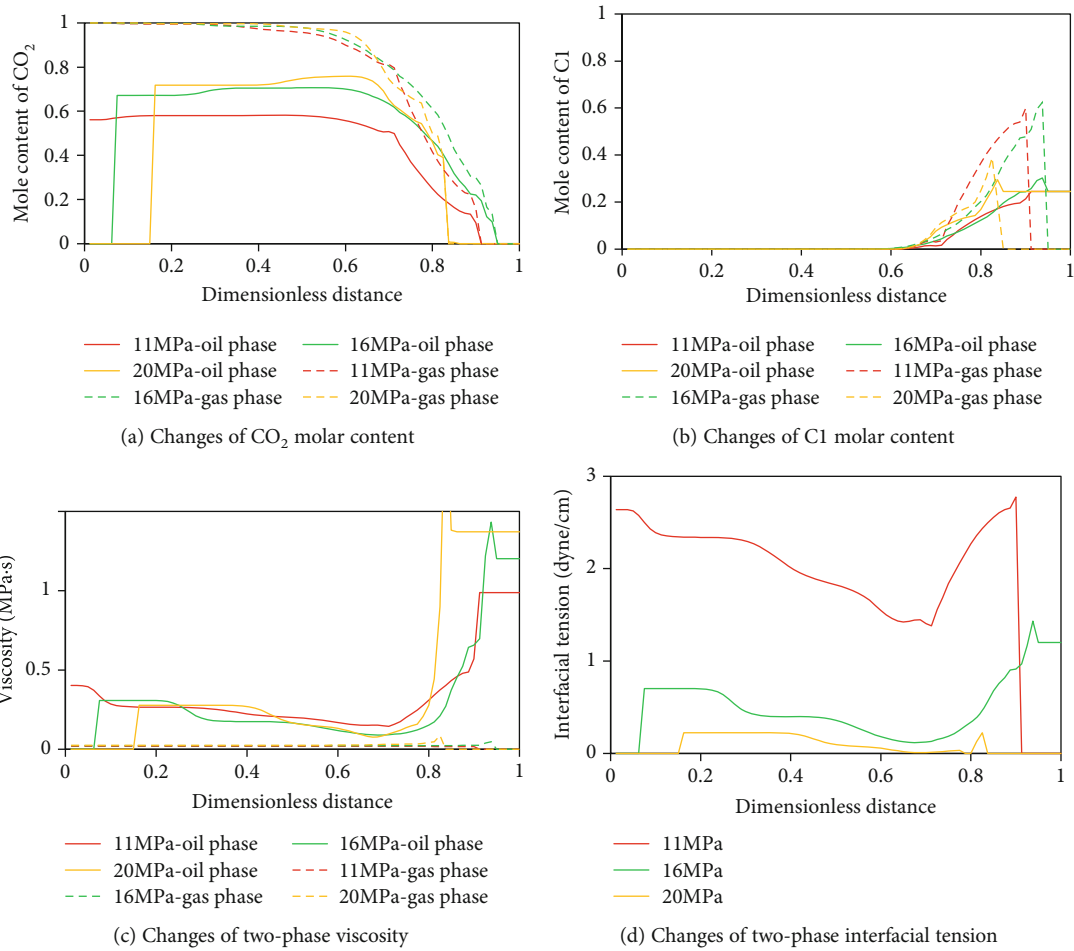 1
0.8
0.6
0.4
0.2
0
Mole content of CO2
0 0.2 0.4 0.6 0.8 1
Dimensionless distance
11MPa-oil phase 16MPa-oil phase
20MPa-oil phase 11MPa-gas phase
16MPa-gas phase 20MPa-gas phase
(a) Changes of CO2 molar content
1
0.8
0.6
0.4
0.2
0
Mole content of C1
0 0.2 0.4 0.6 0.8 1
Dimensionless distance
11MPa-oil phase 16MPa-oil phase
20MPa-oil phase 11MPa-gas phase
16MPa-gas phase 20MPa-gas phase
(b) Changes of C1 molar content
1
0.5
0
Viscosity (MPa·s)
0 0.2 0.4 0.6 0.8 1
Dimensionless distance
11MPa-oil phase 16MPa-oil phase
20MPa-oil phase 11MPa-gas phase
16MPa-gas phase 20MPa-gas phase
(c) Changes of two-phase viscosity
3
2
1
0
Interfacial tension (dyne/cm)
0 0.2 0.4 0.6 0.8 1
Dimensionless distance
11MPa
16MPa
20MPa
(d) Changes of two-phase interfacial tension